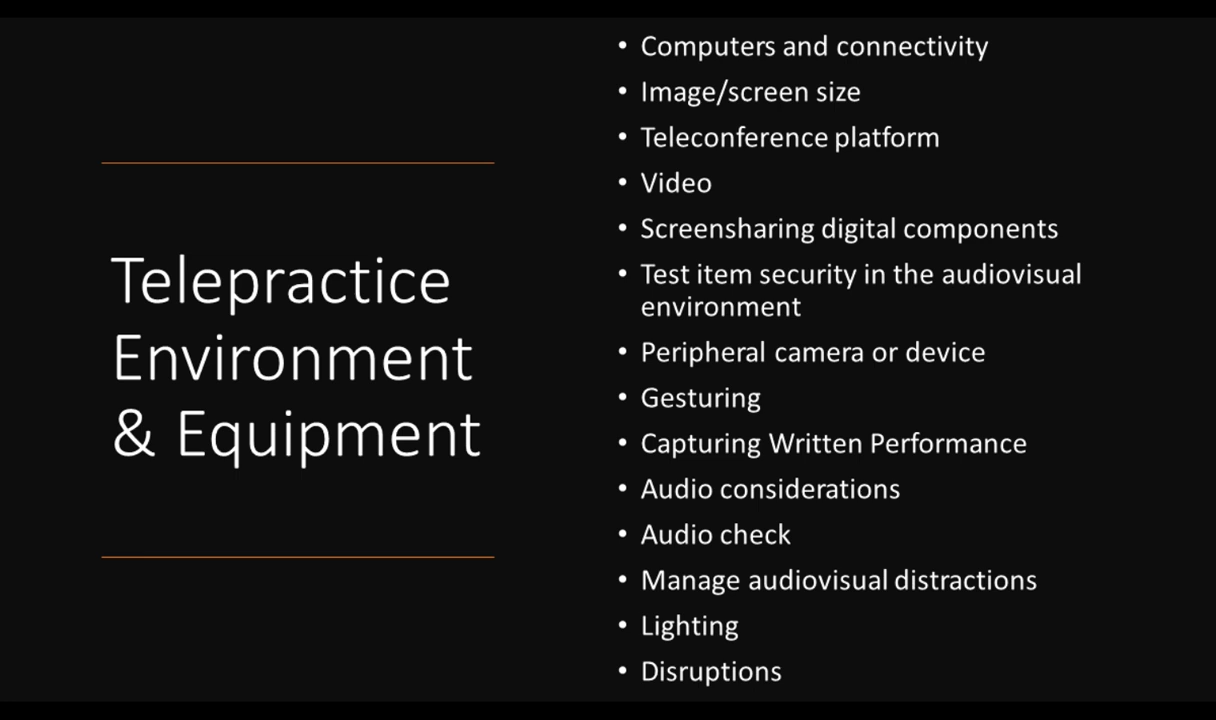 Telepractice
Environment
& Equipment
• Computers and connectivity
• Image/screen size
• Teleconference platform
• Video
• Screensharing digital components
• Test item security in the audiovisual
environment
• Peripheral camera or device
• Gesturing
• Capturing Written Performance
• Audio considerations
• Audio check
• Manage audiovisual distractions
• Lighting
• Disruptions